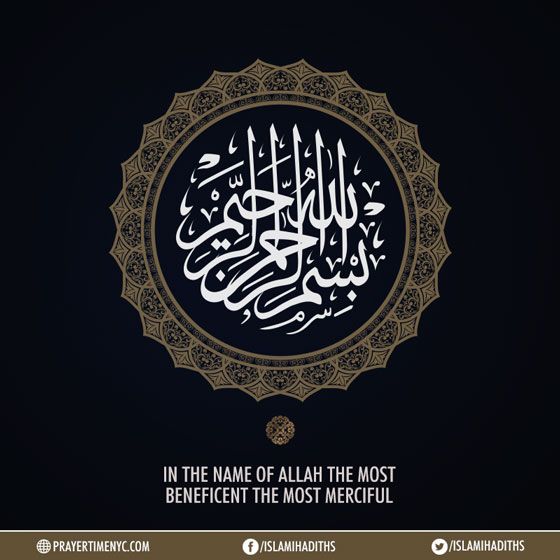 بسم الله الرحمن الرحيم
IN THE NAME OF ALLAH THE MOST
BENEFICENT THE MOST MERCIFUL
PRAYERTIMENYC.COM
/ISLAMIHADITHS
/ISLAMIHADITHS